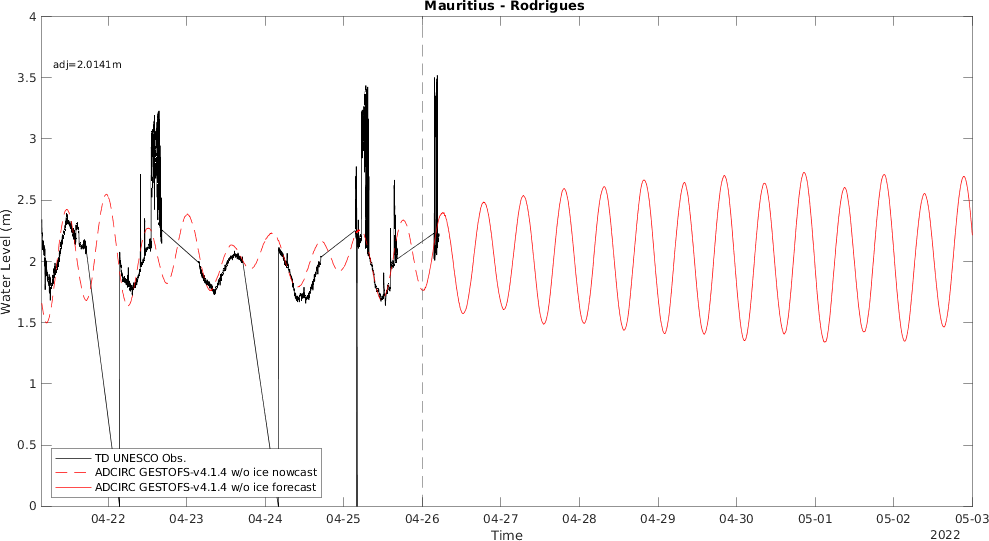 Mauritius - Rodrigues
adj=2.0141m
Water Level (m)
4
3.5
3
2.5
2
1.5
1
0.5
0
TD UNESCO Obs.
ADCIRC GESTOFS-v4.1.4 w/o ice nowcast
ADCIRC GESTOFS-v4.1.4 w/o ice forecast
04-22 04-23 04-24 04-25 04-26 04-27 04-28 04-29 04-30 05-01 05-02 05-03
Time
2022